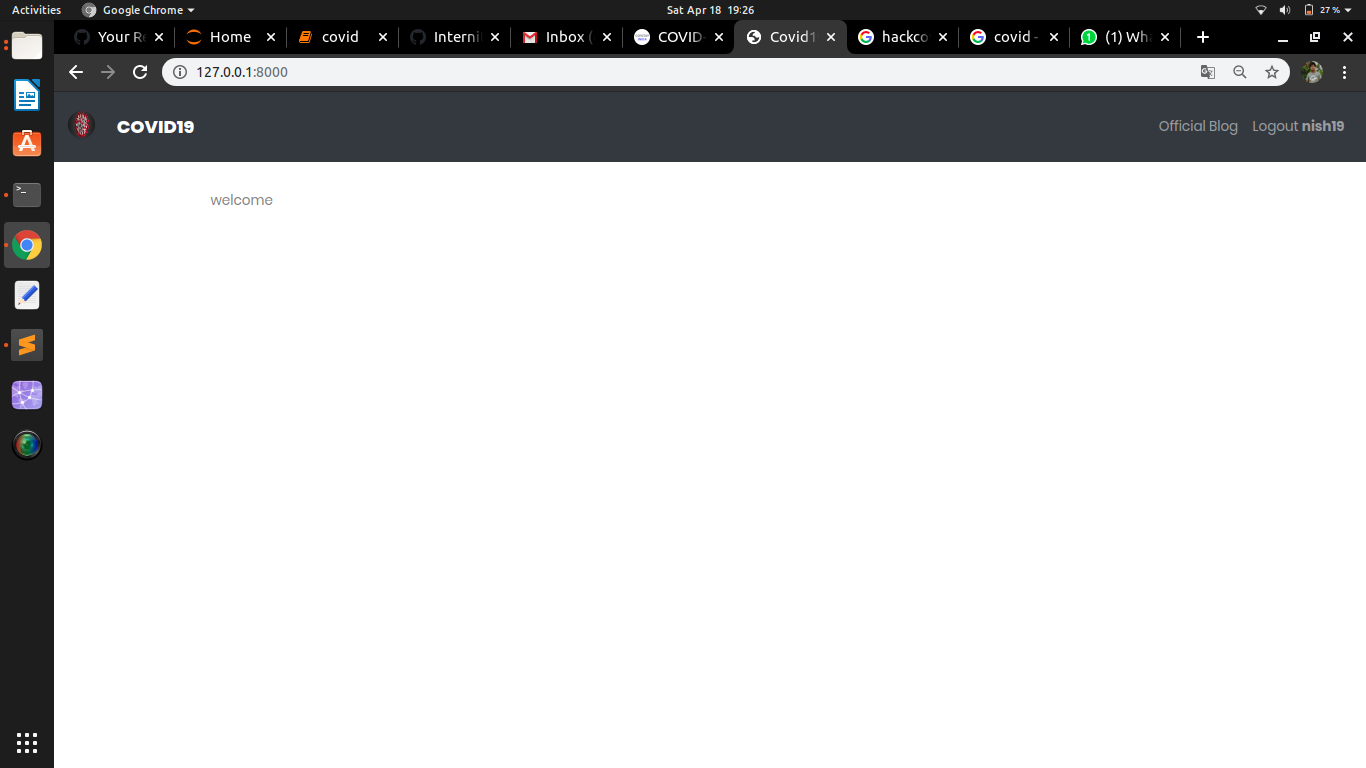 Activities Google Chrome Sat Apr 18 19:26 27 %
Your Re Home covid Interni Inbox ( COVID- Covid1 hackco covid - (1) Wha
127.0.0.1:8000
COVID19 Official Blog Logout nish19
welcome